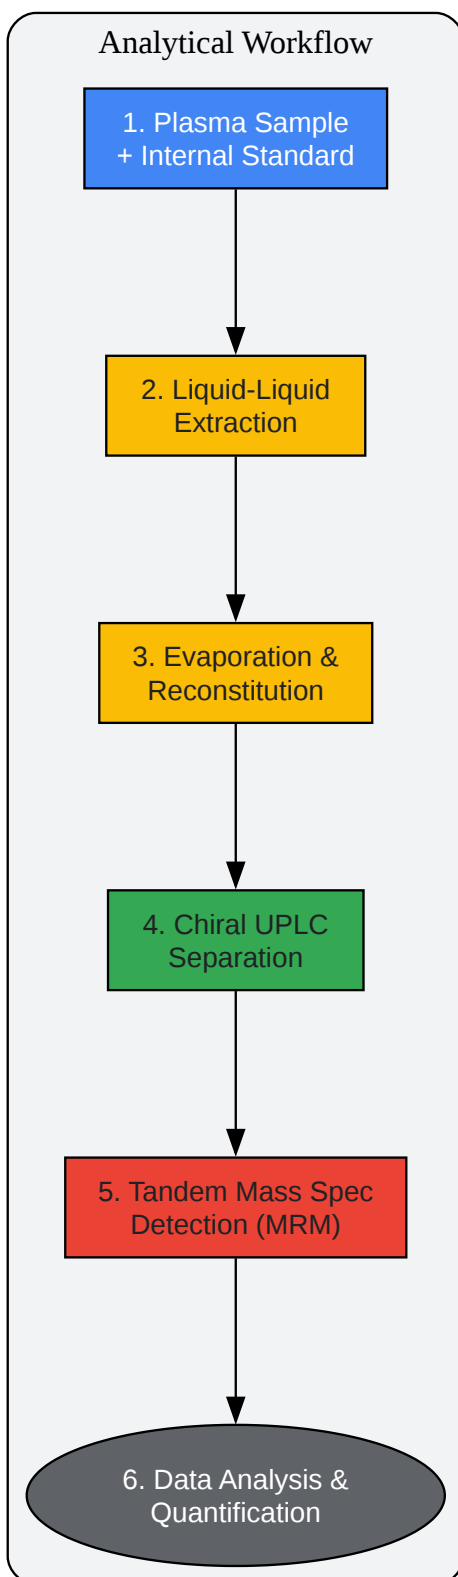 Analytical Workflow
1. Plasma Sample
+ Internal Standard
2. Liquid-Liquid
Extraction
3. Evaporation &
Reconstitution
4. Chiral UPLC
Separation
5. Tandem Mass Spec
Detection (MRM)
6. Data Analysis &
Quantification